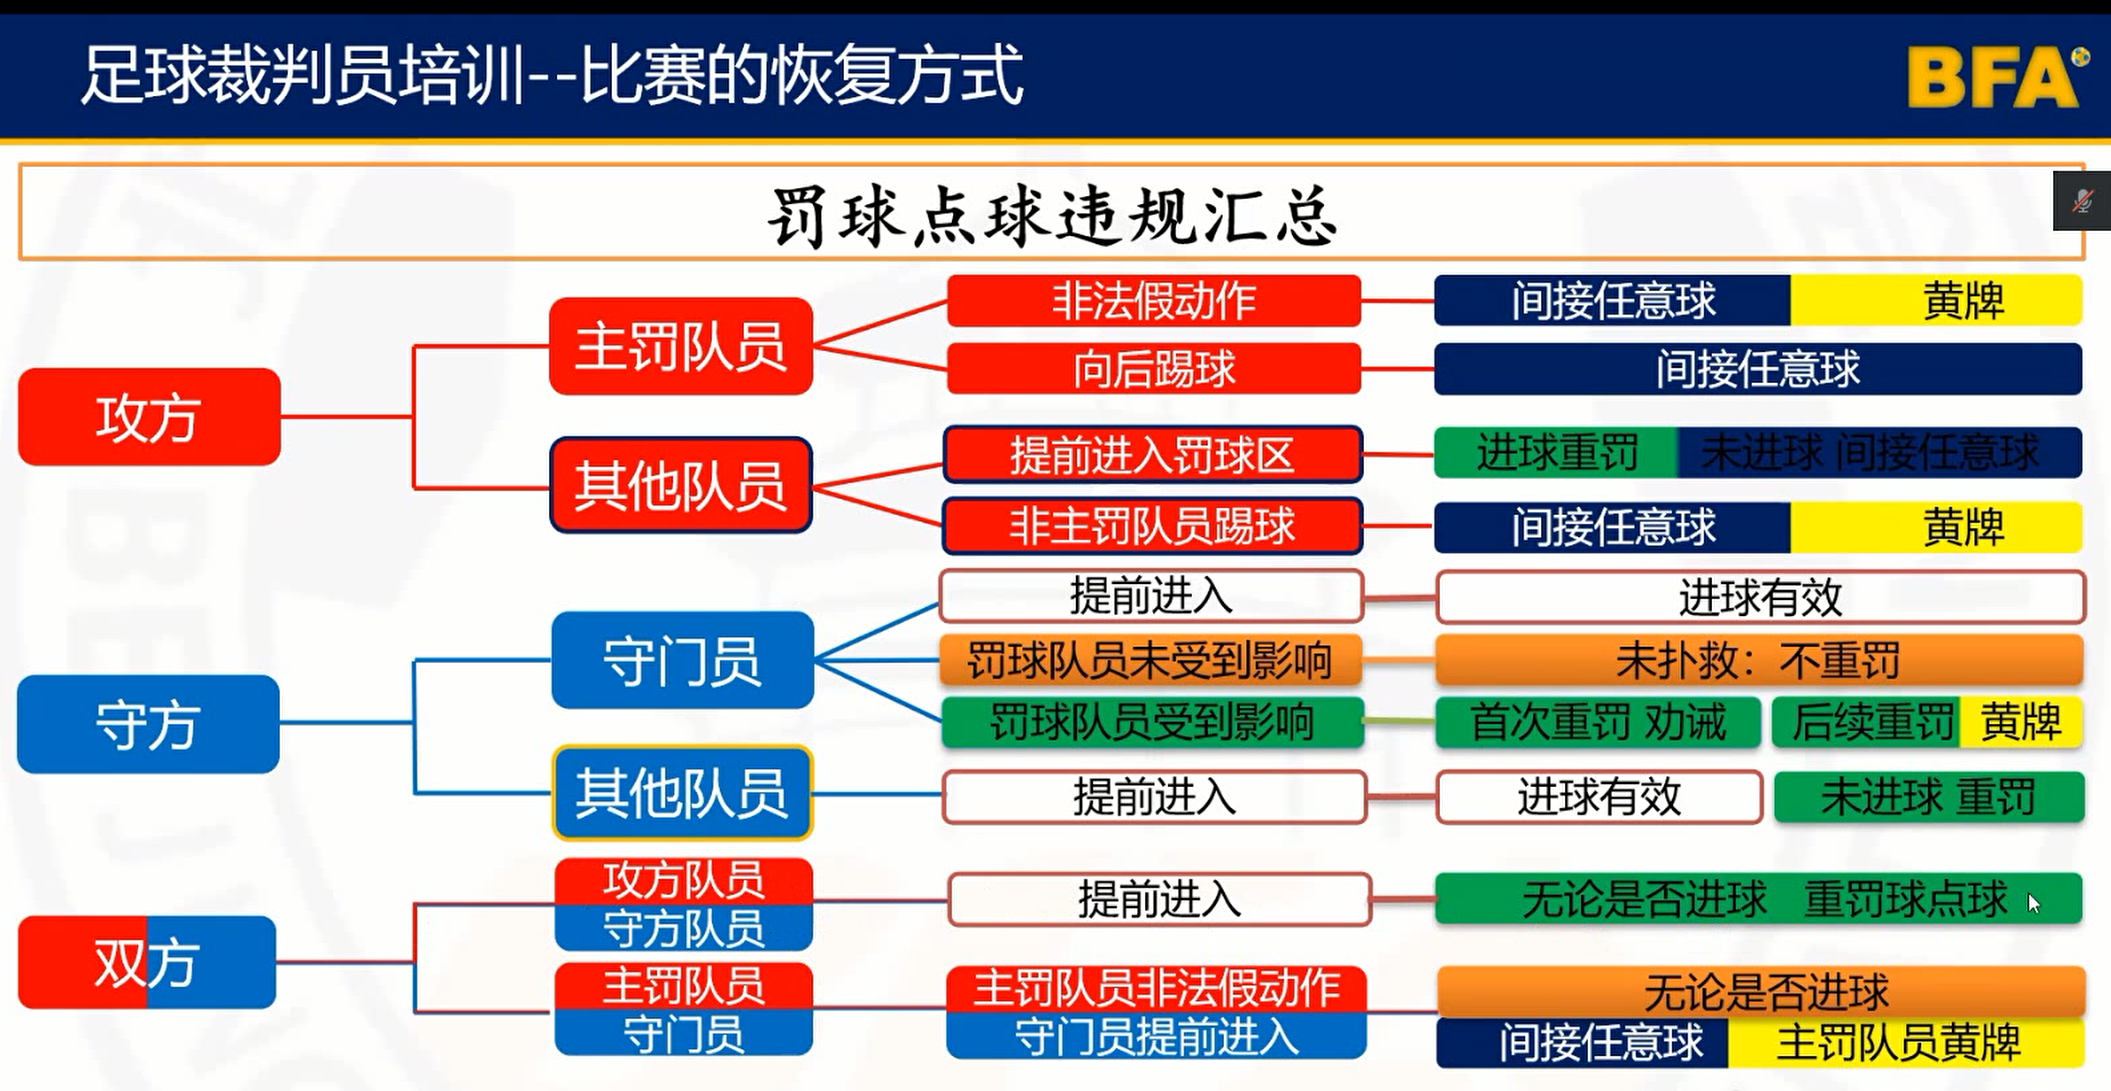 足球裁判员培训--比赛的恢复方式
BFA
罚球点球违规汇总
攻方
主罚队员
非法假动作
间接任意球 黄牌
向后踢球
间接任意球
其他队员
提前进入罚球区
进球重罚 未进球 间接任意球
非主罚队员踢球
间接任意球 黄牌
守方
守门员
提前进入
进球有效
罚球队员未受到影响
未扑救：不重罚
罚球队员受到影响
首次重罚 劝诫
后续重罚 黄牌
其他队员
提前进入
进球有效
未进球 重罚
双方
攻方队员
守方队员
提前进入
无论是否进球 重罚球点球
主罚队员
守门员
主罚队员非法假动作
守门员提前进入
无论是否进球
间接任意球 主罚队员黄牌